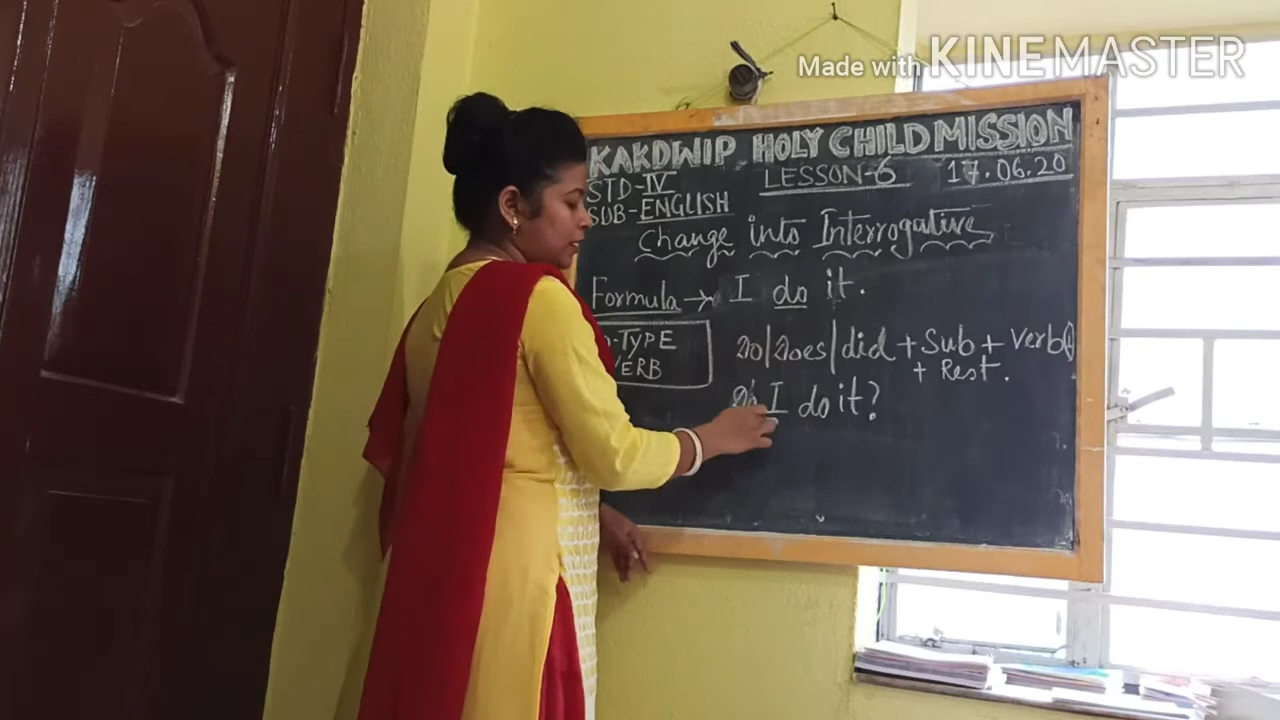 Made with KINEMASTER
KAKDWIP HOLY CHILD MISSION
STD-IV LESSON-6 17.06.20
SUB-ENGLISH
Change into Interrogative
Formula → I do it.
TYPE Do/Does/did + Sub + Verb
VERB + Rest.
Do I do it?